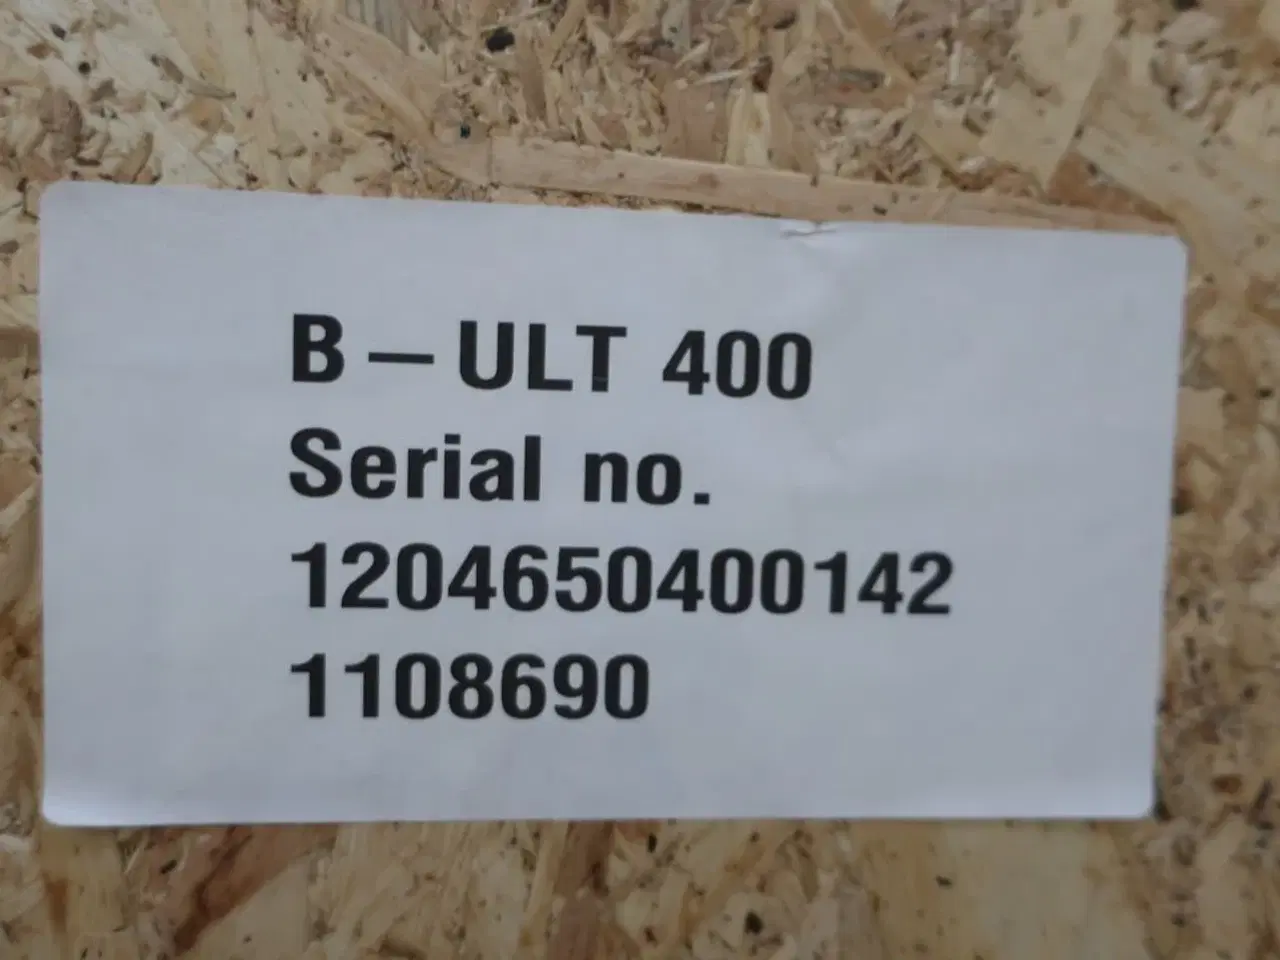 B – ULT 400
Serial no.
1204650400142
1108690